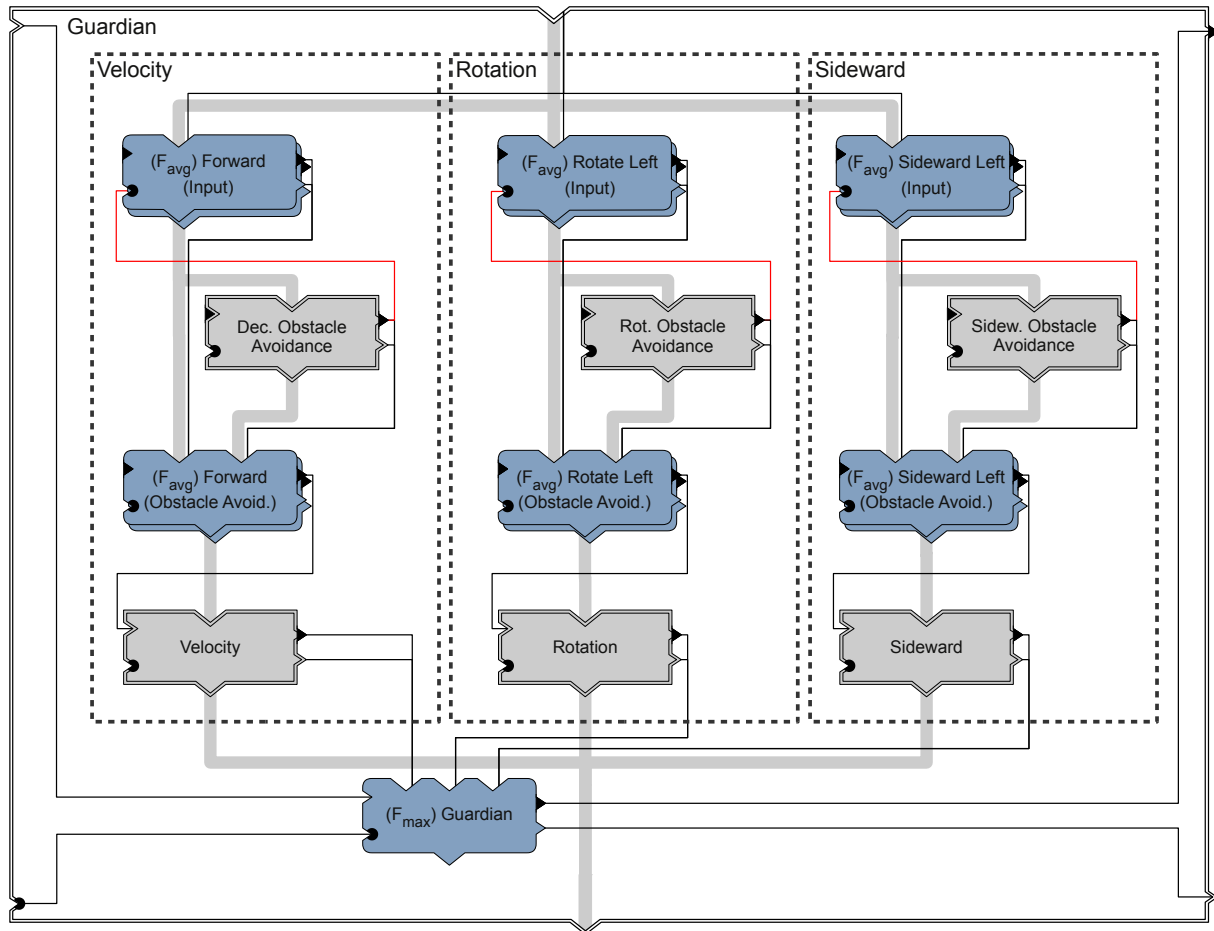 Guardian
Velocity
Rotation
Sideward
(Favg) Forward
(Input)
(Favg) Rotate Left
(Input)
(Favg) Sideward Left
(Input)
Dec. Obstacle
Avoidance
Rot. Obstacle
Avoidance
Sidew. Obstacle
Avoidance
(Favg) Forward
(Obstacle Avoid.)
(Favg) Rotate Left
(Obstacle Avoid.)
(Favg) Sideward Left
(Obstacle Avoid.)
Velocity
Rotation
Sideward
(Fmax) Guardian